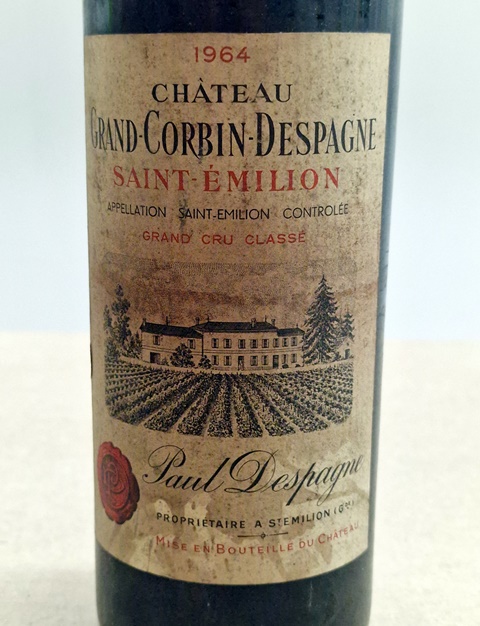 1964
CHÂTEAU
GRAND-CORBIN-DESPAGNE
SAINT-ÉMILION
APPELLATION SAINT-EMILION CONTROLÉE
GRAND CRU CLASSÉ
Paul Despagne
PROPRIETAIRE A ST EMILION (GDE)
MISE EN BOUTEILLE DU CHÂTEAU